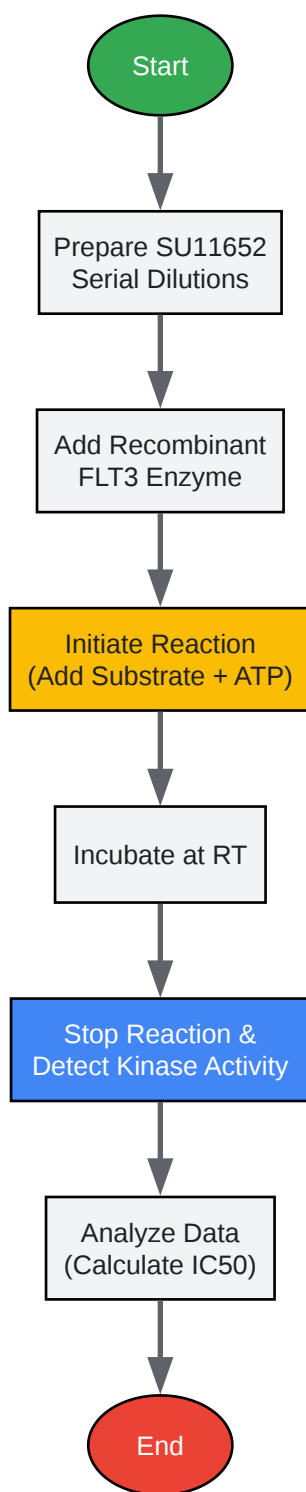 Start
Prepare SU11652
Serial Dilutions
Add Recombinant
FLT3 Enzyme
Initiate Reaction
(Add Substrate + ATP)
Incubate at RT
Stop Reaction &
Detect Kinase Activity
Analyze Data
(Calculate IC50)
End